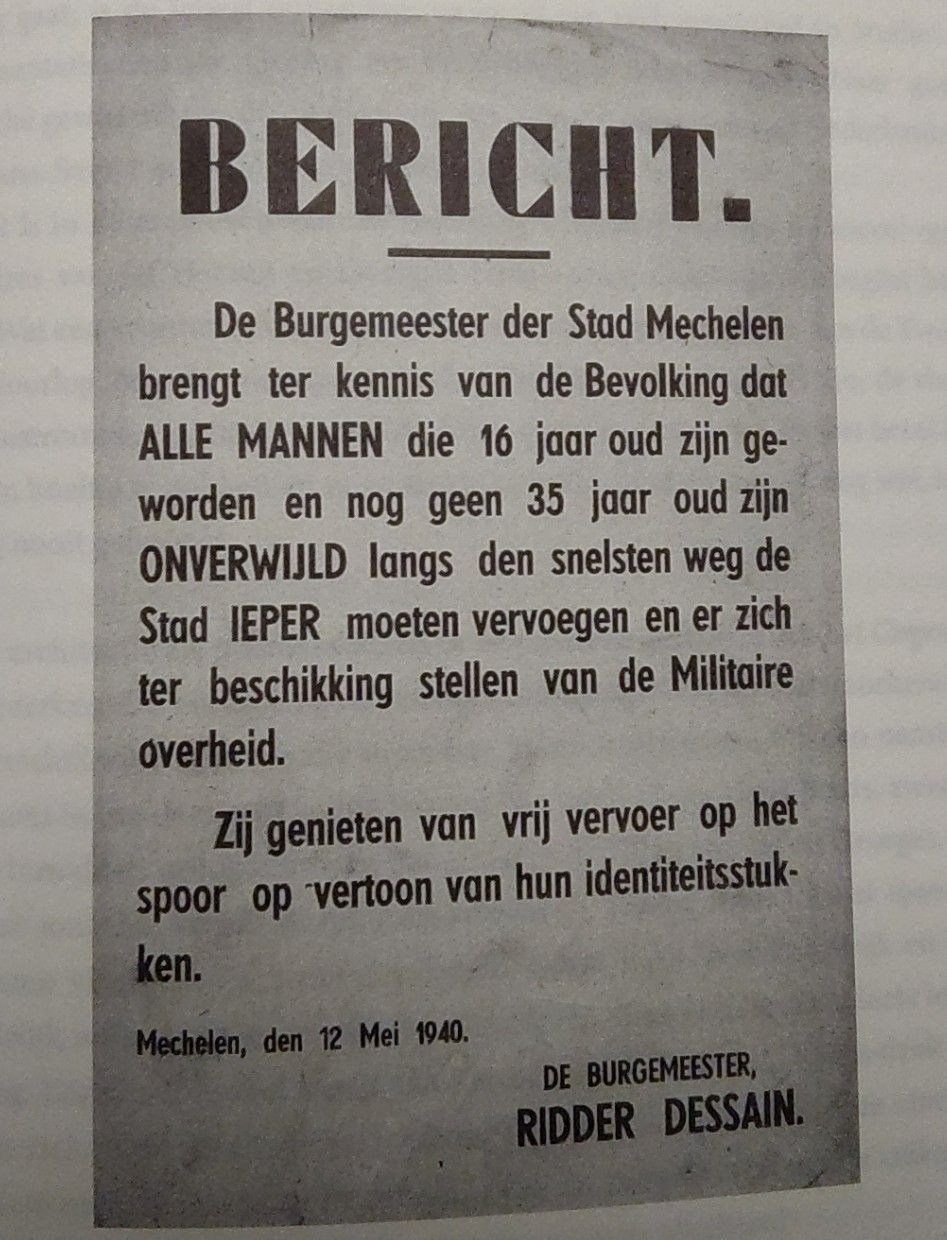 BERICHT.
De Burgemeester der Stad Mechelen
brengt ter kennis van de Bevolking dat
ALLE MANNEN die 16 jaar oud zijn ge-
worden en nog geen 35 jaar oud zijn
ONVERWIJLD langs den snelsten weg de
Stad IEPER moeten vervoegen en er zich
ter beschikking stellen van de Militaire
overheid.
Zij genieten van vrij vervoer op het
spoor op vertoon van hun identiteitsstuk-
ken.
Mechelen, den 12 Mei 1940.
DE BURGEMEESTER,
RIDDER DESSAIN.